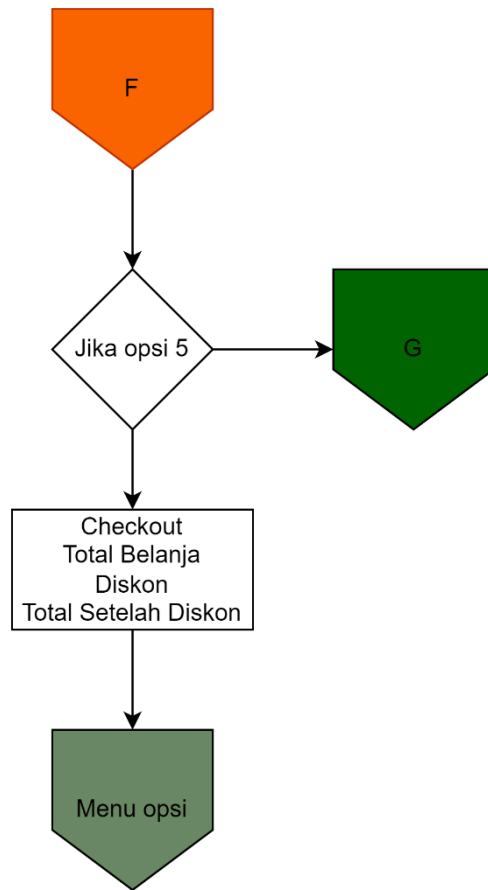 F
Jika opsi 5
G
Checkout
Total Belanja
Diskon
Total Setelah Diskon
Menu opsi